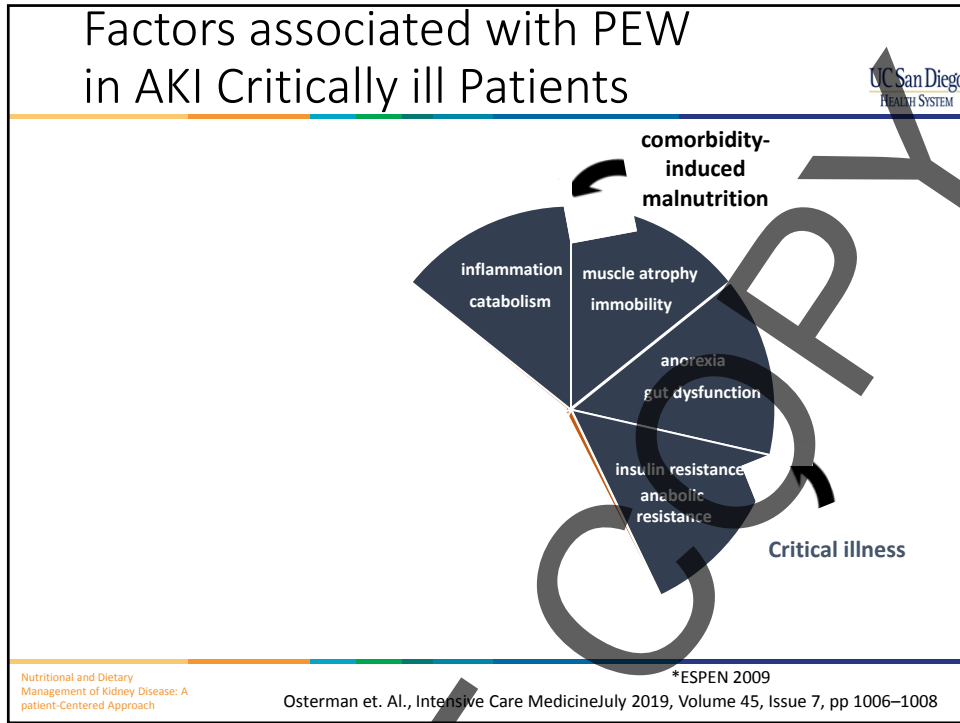 Factors associated with PEW
in AKI Critically ill Patients
UC San Diego
HEALTH SYSTEM
comorbidity-
induced
malnutrition
inflammation
catabolism
muscle atrophy
immobility
anorexia
gut dysfunction
insulin resistance
anabolic
resistance
Critical illness
COPY
Nutritional and Dietary
Management of Kidney Disease: A
patient-Centered Approach
*ESPEN 2009
Osterman et. Al., Intensive Care MedicineJuly 2019, Volume 45, Issue 7, pp 1006–1008